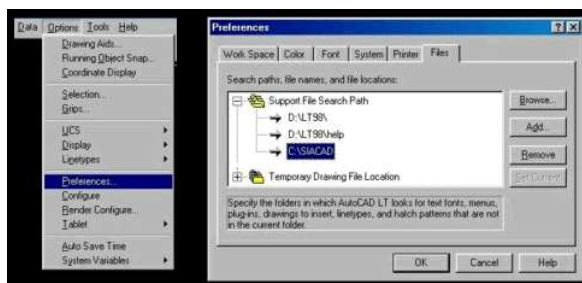 Data Options Tools Help
Drawing Aids...
Running Object Snap...
Coordinate Display
Selection...
Grips...
UCS
Display
Linetypes
Preferences...
Configure
Render Configure...
Tablet
Auto Save Time
System Variables
Preferences
Work Space Color Font System Printer Files
Search paths, file names, and file locations:
Support File Search Path
D:\LT98\
D:\LT98\help
C:\SIACAD
Temporary Drawing File Location
Browse...
Add...
Remove
Set Current
Specify the folders in which AutoCAD LT looks for text fonts, menus,
plug-ins, drawings to insert, linetypes, and hatch patterns that are not
in the current folder.
OK Cancel Help